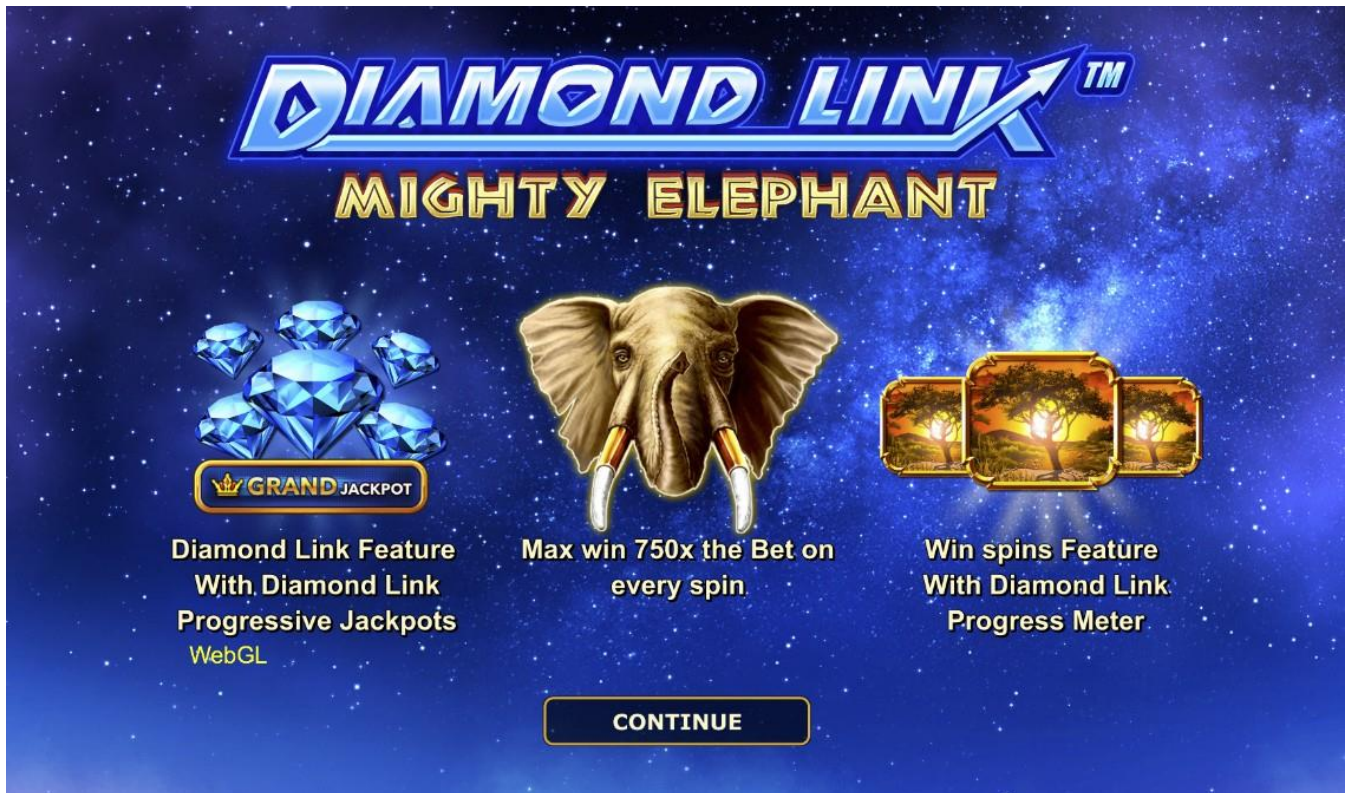 DIAMOND LINK™
MIGHTY ELEPHANT
GRAND JACKPOT
Diamond Link Feature
With Diamond Link
Progressive Jackpots
WebGL
Max win 750x the Bet on
every spin
Win spins Feature
With Diamond Link
Progress Meter
CONTINUE